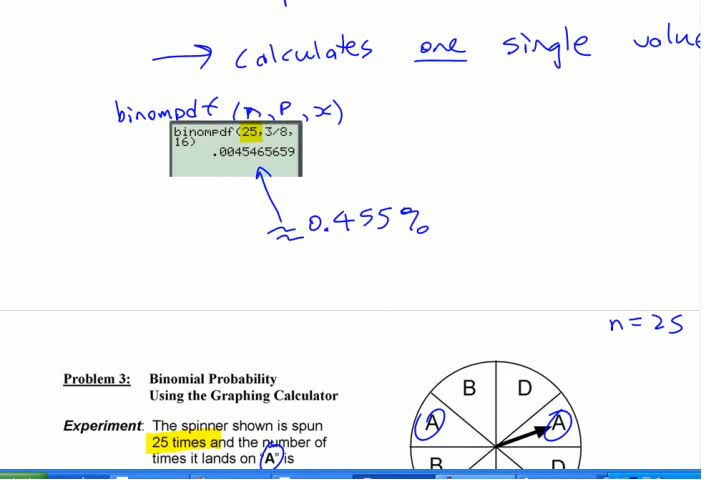 → calculates one single value
binompdf (n, p, x)
binompdf(25,3/8,
16)
.0045465659
≈ 0.455%
n = 25
Problem 3: Binomial Probability
Using the Graphing Calculator
B D
A A
Experiment: The spinner shown is spun
25 times and the number of
times it lands on "A" is
B D